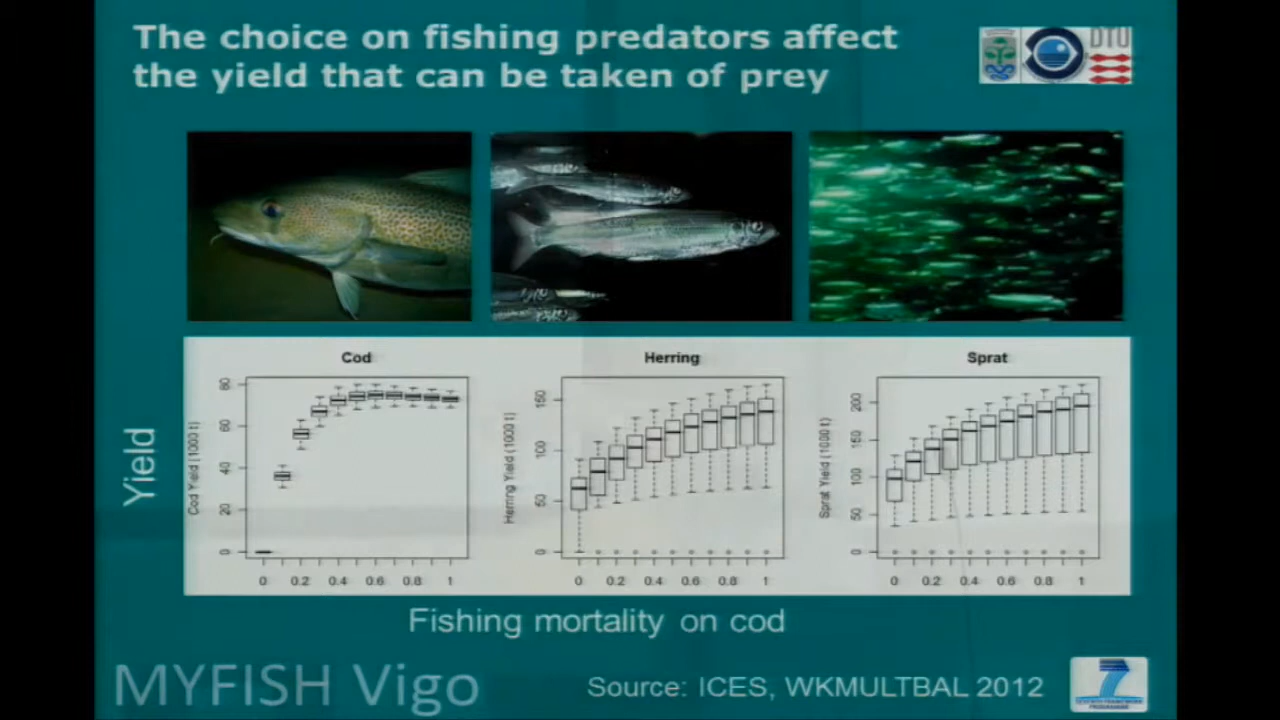 The choice on fishing predators affect
the yield that can be taken of prey
DTU
Cod
Herring
Sprat
Yield
Cod Yield (1000 t)
80
60
40
20
0
0 0.2 0.4 0.6 0.8 1
Herring Yield (1000 t)
150
100
50
0
0 0.2 0.4 0.6 0.8 1
Sprat Yield (1000 t)
200
150
100
50
0
0 0.2 0.4 0.6 0.8 1
Fishing mortality on cod
MYFISH Vigo
Source: ICES, WKMULTBAL 2012
7
SEVENTH FRAMEWORK
PROGRAMME